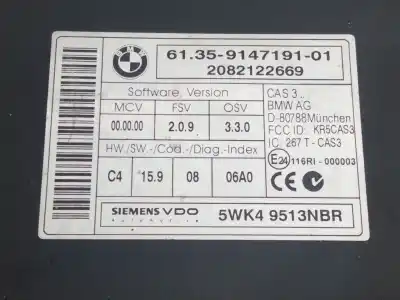 BMW
61.35-9147191-01
2082122669
Software, Version
MCV FSV OSV
00.00.00 2.0.9 3.3.0
HW./SW.-/Cod.-/Diag.-Index
C4 15.9 08 06A0
CAS 3...
BMW AG
D-80788München
FCC ID: KR5CAS3
IC. 267 T - CAS3
E24 116RI - 000003
SIEMENS VDO
Automotive
5WK4 9513NBR